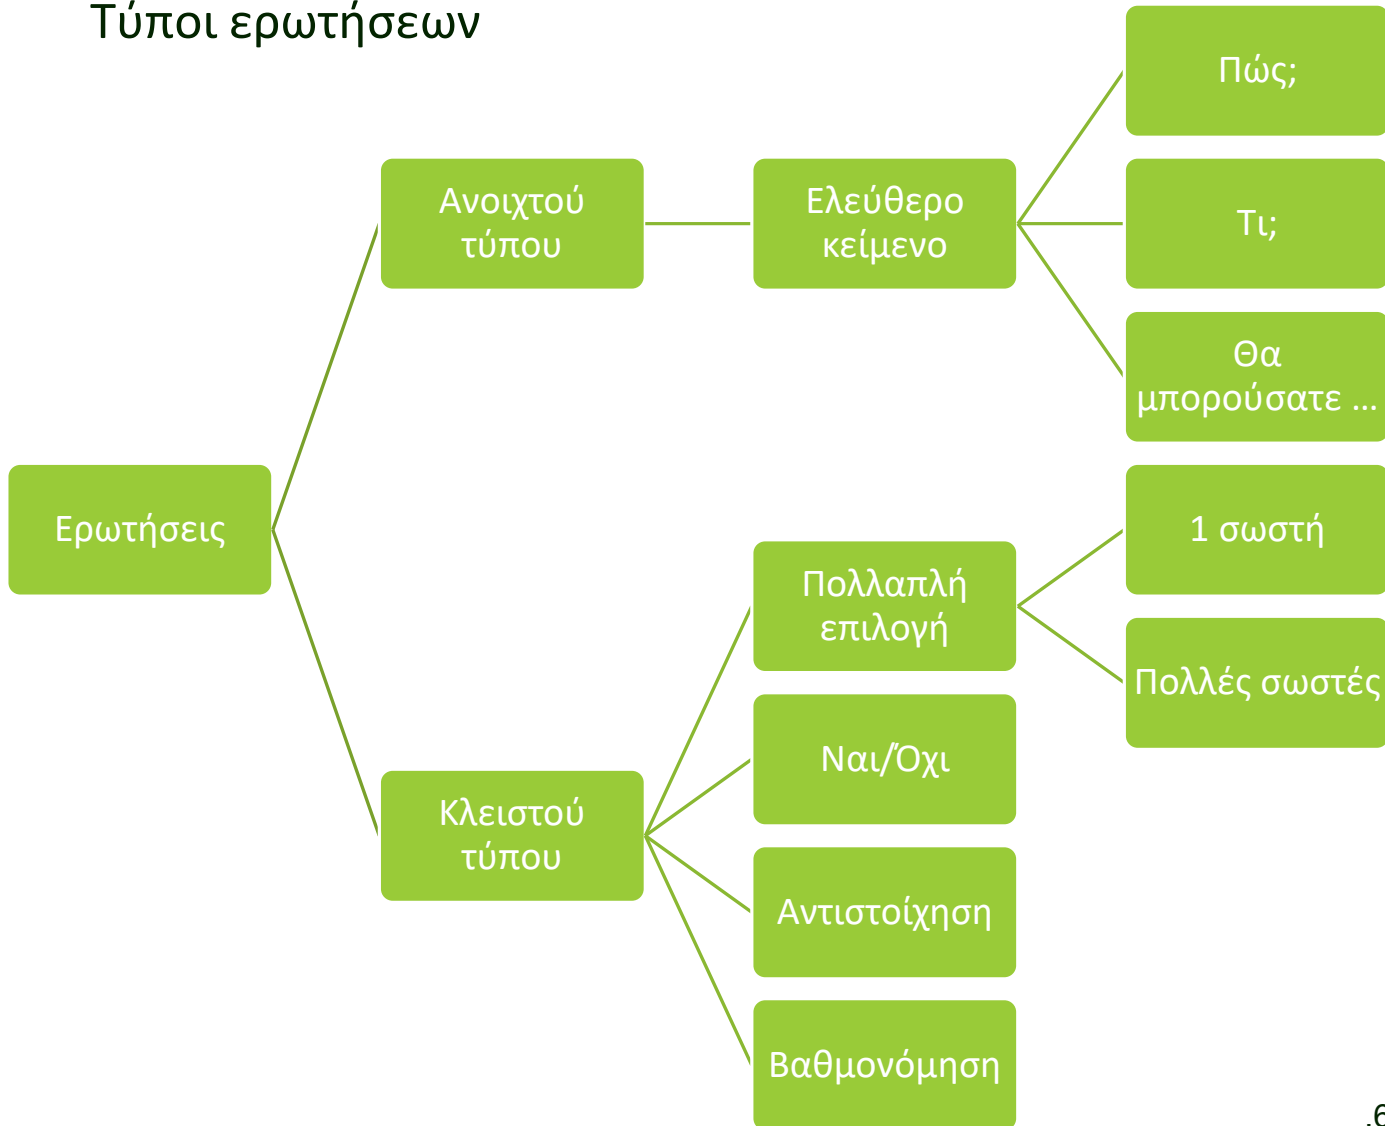 Τύποι ερωτήσεων
Πώς;
Ανοιχτού
τύπου
Ελεύθερο
κείμενο
Τι;
Θα
μπορούσατε ...
Ερωτήσεις
1 σωστή
Πολλαπλή
επιλογή
Πολλές σωστές
Ναι/Όχι
Κλειστού
τύπου
Αντιστοίχηση
Βαθμονόμηση
.6